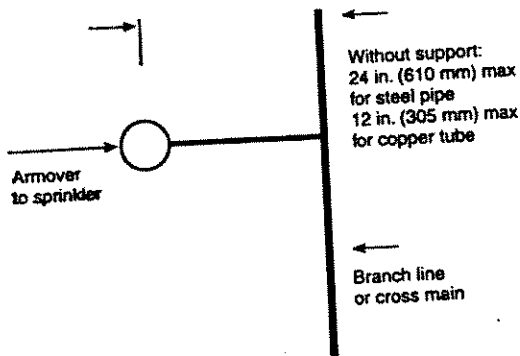 Without support:
24 in. (610 mm) max
for steel pipe
12 in. (305 mm) max
for copper tube
Armover
to sprinkler
Branch line
or cross main